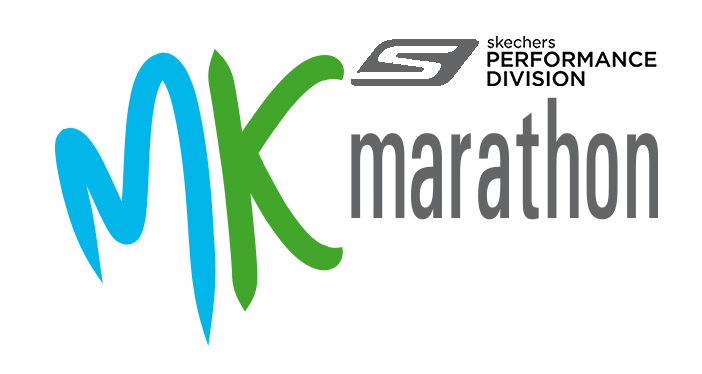 MK
skechers
PERFORMANCE
DIVISION
marathon